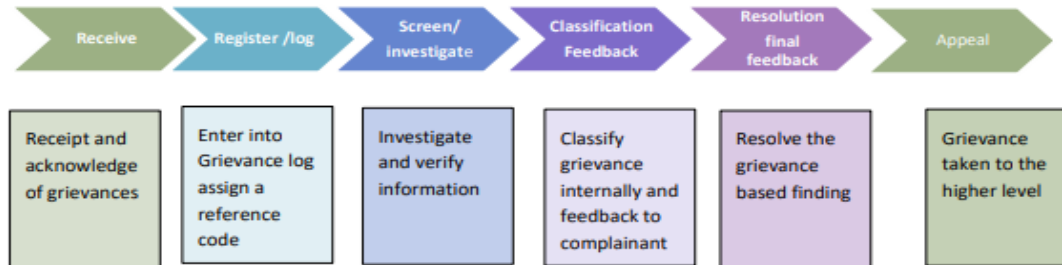 Receive
Register /log
Screen/
investigate
Classification
Feedback
Resolution
final
feedback
Appeal
Receipt and
acknowledge
of grievances
Enter into
Grievance log
assign a
reference
code
Investigate
and verify
information
Classify
grievance
internally and
feedback to
complainant
Resolve the
grievance
based finding
Grievance
taken to the
higher level